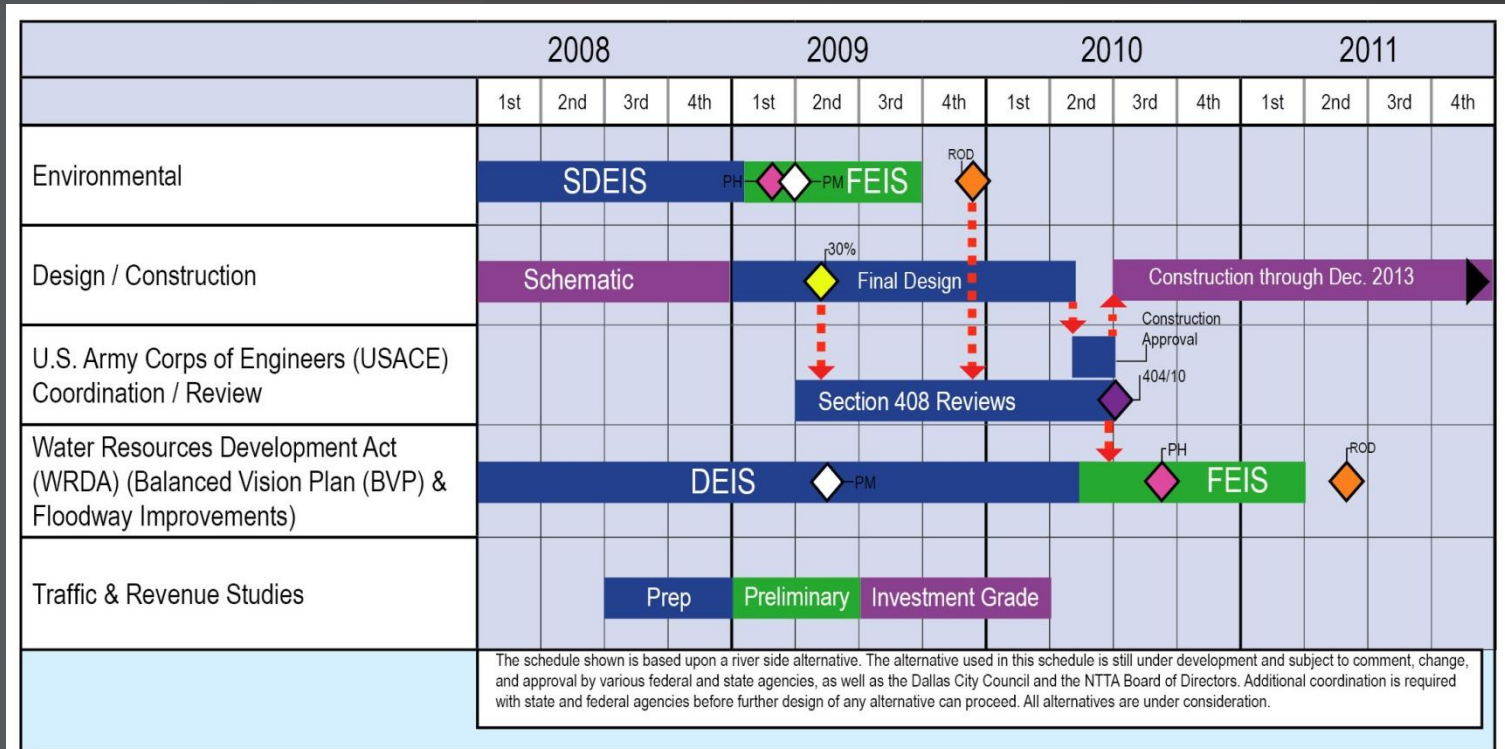 2008 2009 2010 2011
1st 2nd 3rd 4th 1st 2nd 3rd 4th 1st 2nd 3rd 4th 1st 2nd 3rd 4th
Environmental
SDEIS
PH
PM
FEIS
ROD
Design / Construction
Schematic
30%
Final Design
Construction through Dec. 2013
U.S. Army Corps of Engineers (USACE)
Coordination / Review
Construction
Approval
Section 408 Reviews
404/10
Water Resources Development Act
(WRDA) (Balanced Vision Plan (BVP) &
Floodway Improvements)
DEIS
PM
PH
FEIS
ROD
Traffic & Revenue Studies
Prep
Preliminary
Investment Grade
The schedule shown is based upon a river side alternative. The alternative used in this schedule is still under development and subject to comment, change,
and approval by various federal and state agencies, as well as the Dallas City Council and the NTTA Board of Directors. Additional coordination is required
with state and federal agencies before further design of any alternative can proceed. All alternatives are under consideration.